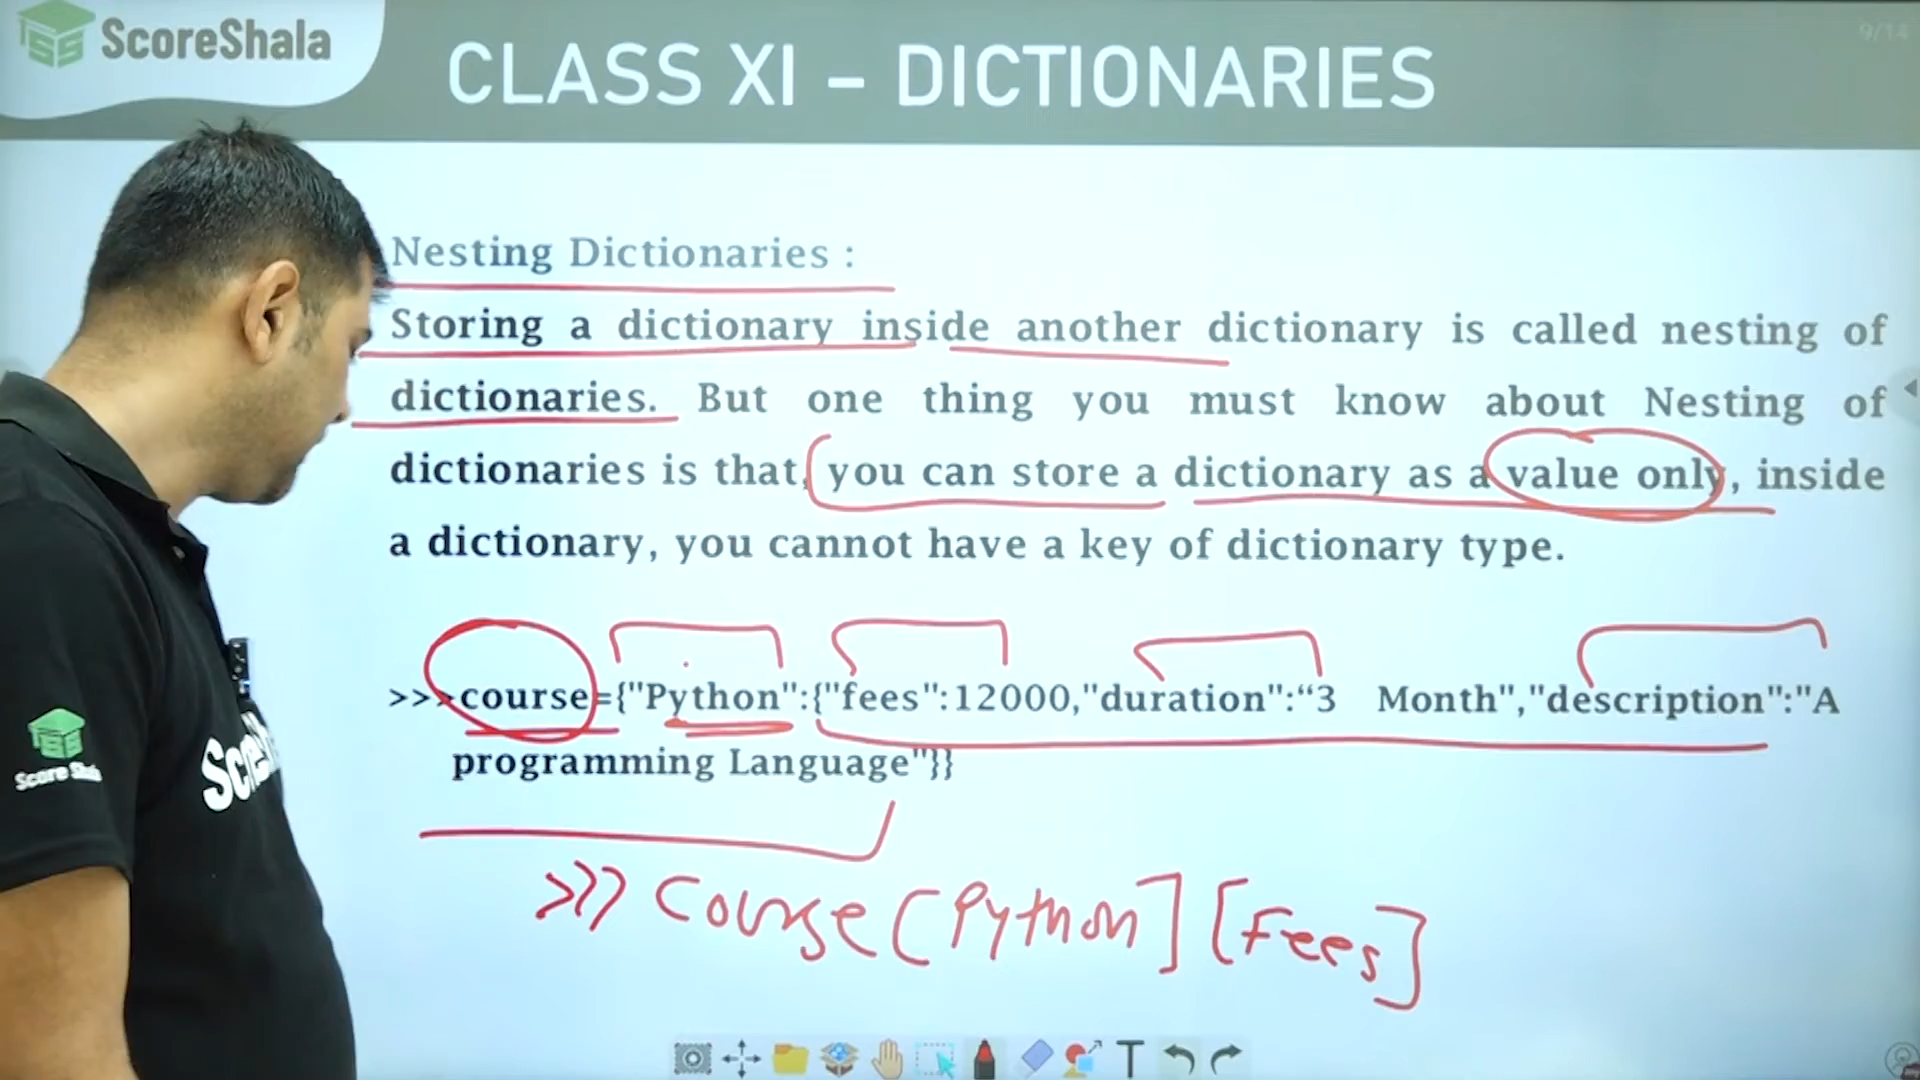 ScoreShala
CLASS XI – DICTIONARIES
9/14
Nesting Dictionaries :
Storing a dictionary inside another dictionary is called nesting of
dictionaries. But one thing you must know about Nesting of
dictionaries is that, you can store a dictionary as a value only, inside
a dictionary, you cannot have a key of dictionary type.
>>>course={"Python":{"fees":12000,"duration":“3 Month","description":"A
programming Language"}}
>>> Course[Python][Fees]
T